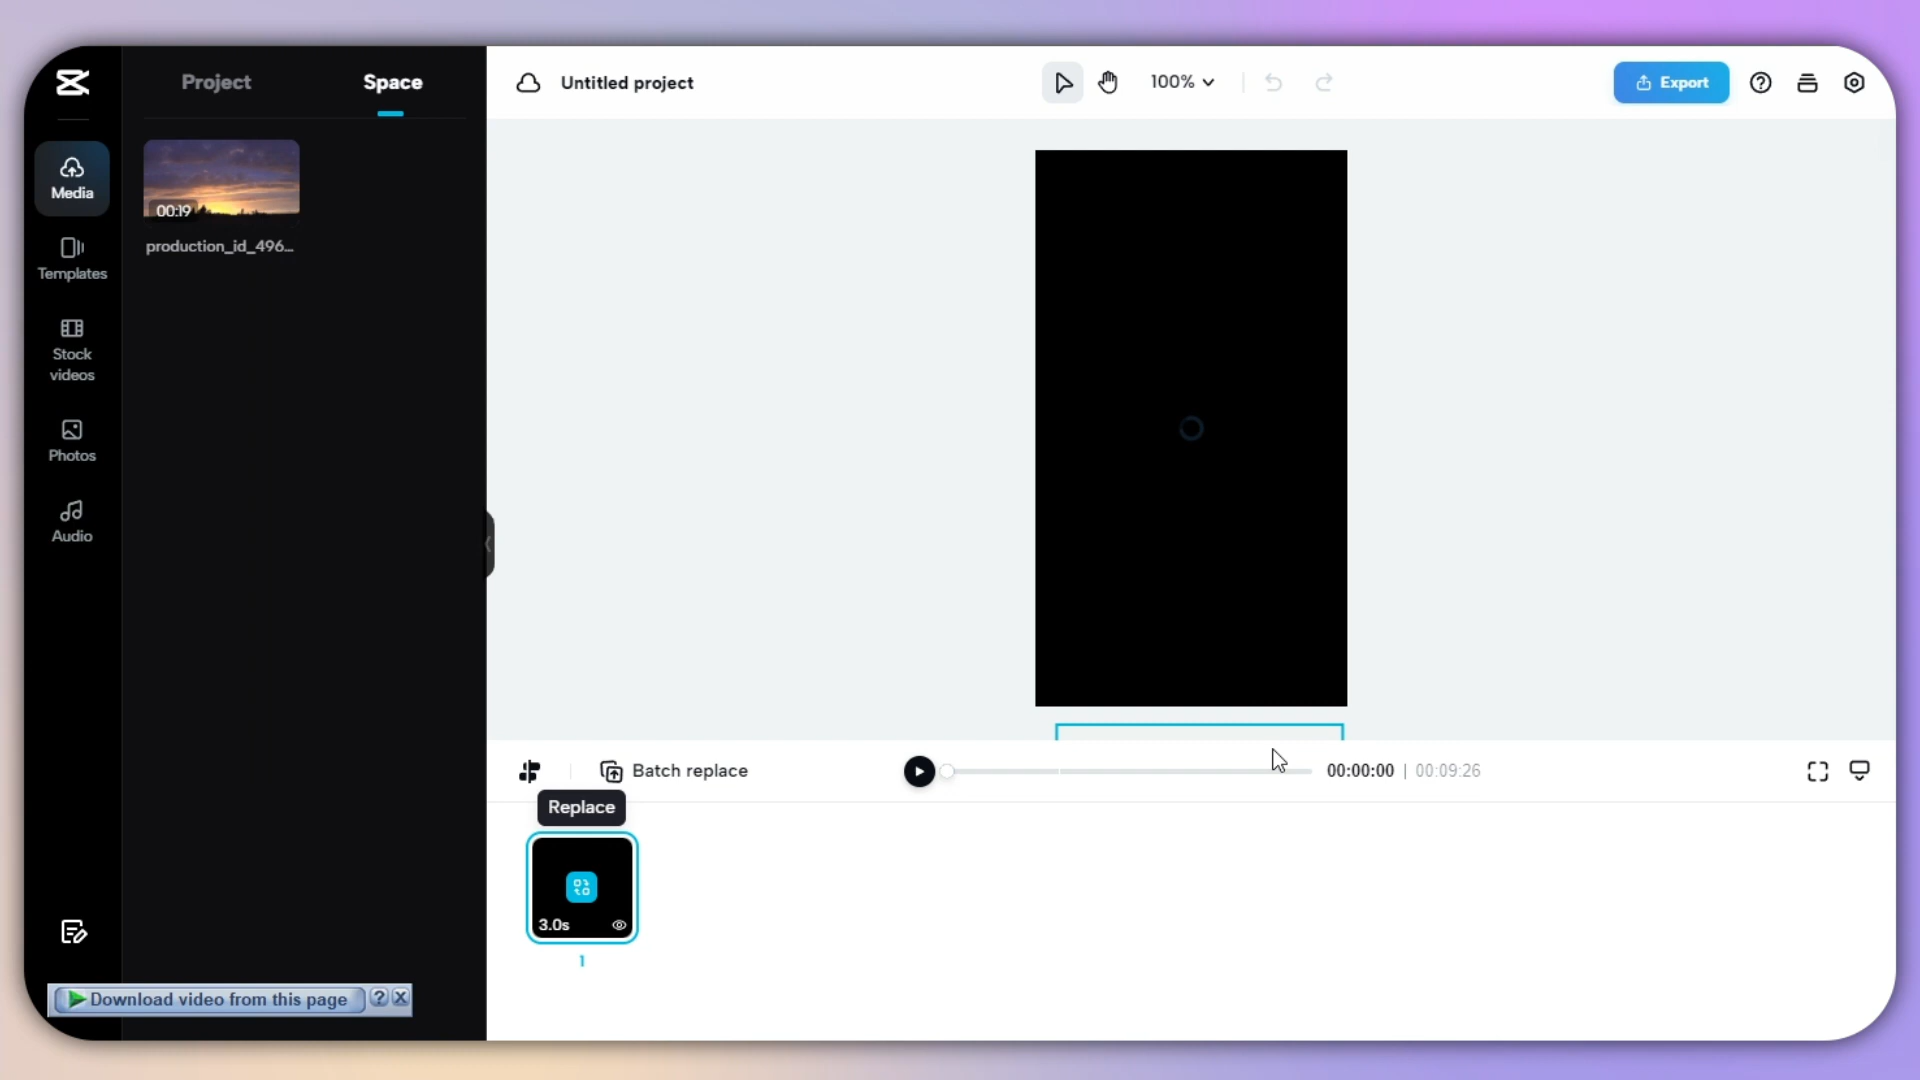 Project
Space
Untitled project
100%
Export
Media
00:19
production_id_496...
Templates
Stock
videos
Photos
Audio
Batch replace
00:00:00 | 00:09:26
Replace
3.0s
1
Download video from this page
?